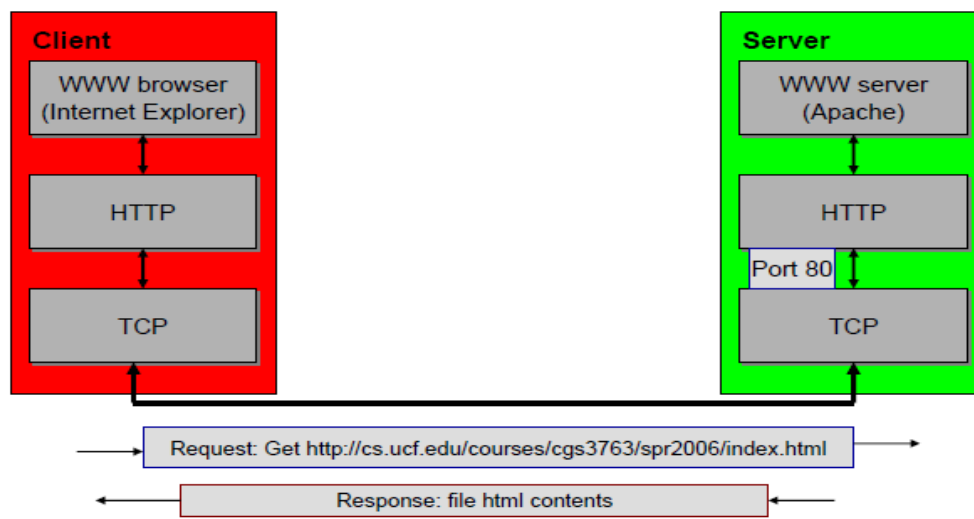 Client
WWW browser
(Internet Explorer)
HTTP
TCP
Server
WWW server
(Apache)
HTTP
Port 80
TCP
Request: Get http://cs.ucf.edu/courses/cgs3763/spr2006/index.html
Response: file html contents